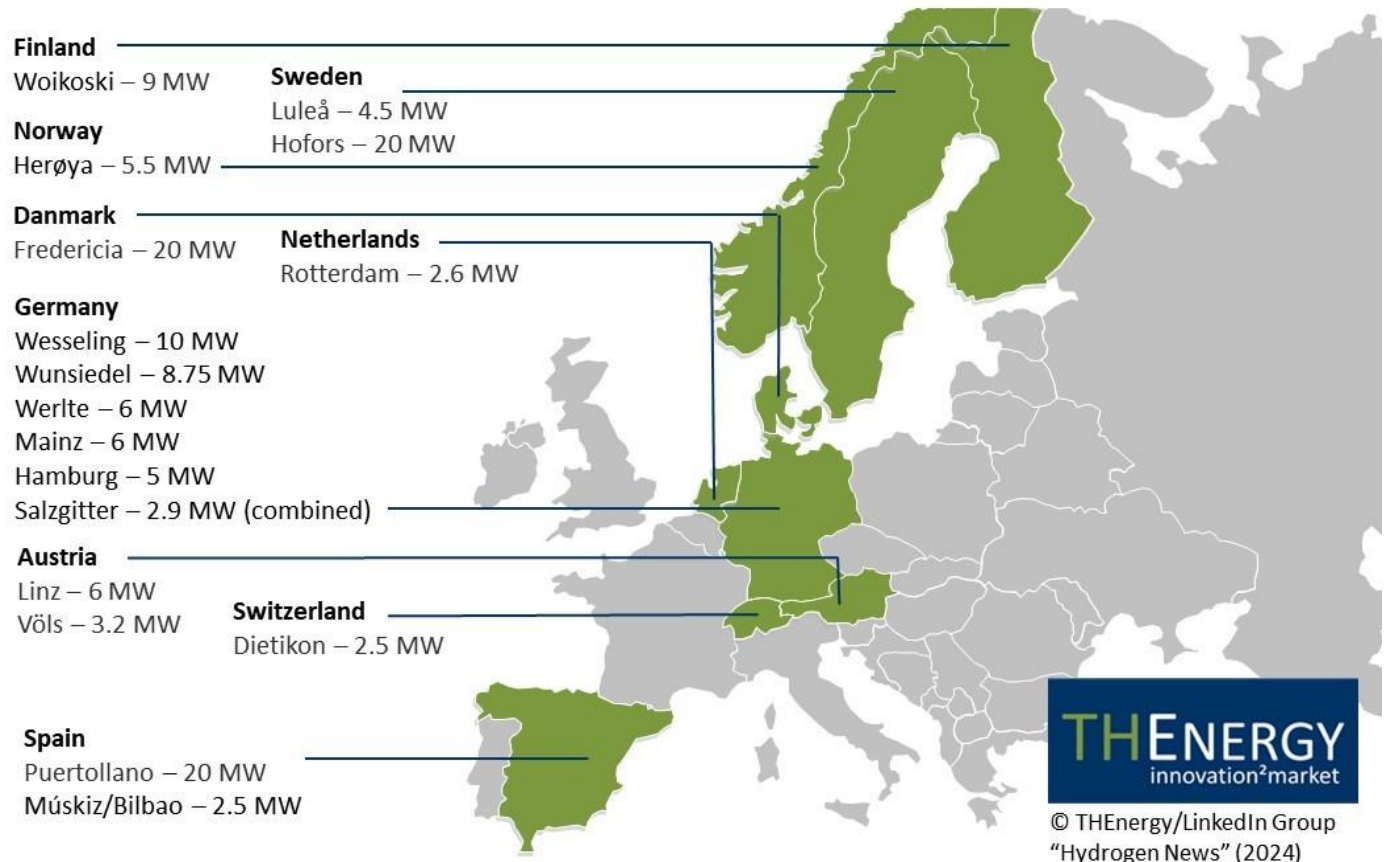 Finland
Woikoski – 9 MW
Sweden
Luleå – 4.5 MW
Hofors – 20 MW
Norway
Herøya – 5.5 MW
Danmark
Fredericia – 20 MW
Netherlands
Rotterdam – 2.6 MW
Germany
Wesseling – 10 MW
Wunsiedel – 8.75 MW
Werlte – 6 MW
Mainz – 6 MW
Hamburg – 5 MW
Salzgitter – 2.9 MW (combined)
Austria
Linz – 6 MW
Völs – 3.2 MW
Switzerland
Dietikon – 2.5 MW
Spain
Puertollano – 20 MW
Múskiz/Bilbao – 2.5 MW
THENERGY
innovation²market
© THEnergy/LinkedIn Group
“Hydrogen News” (2024)